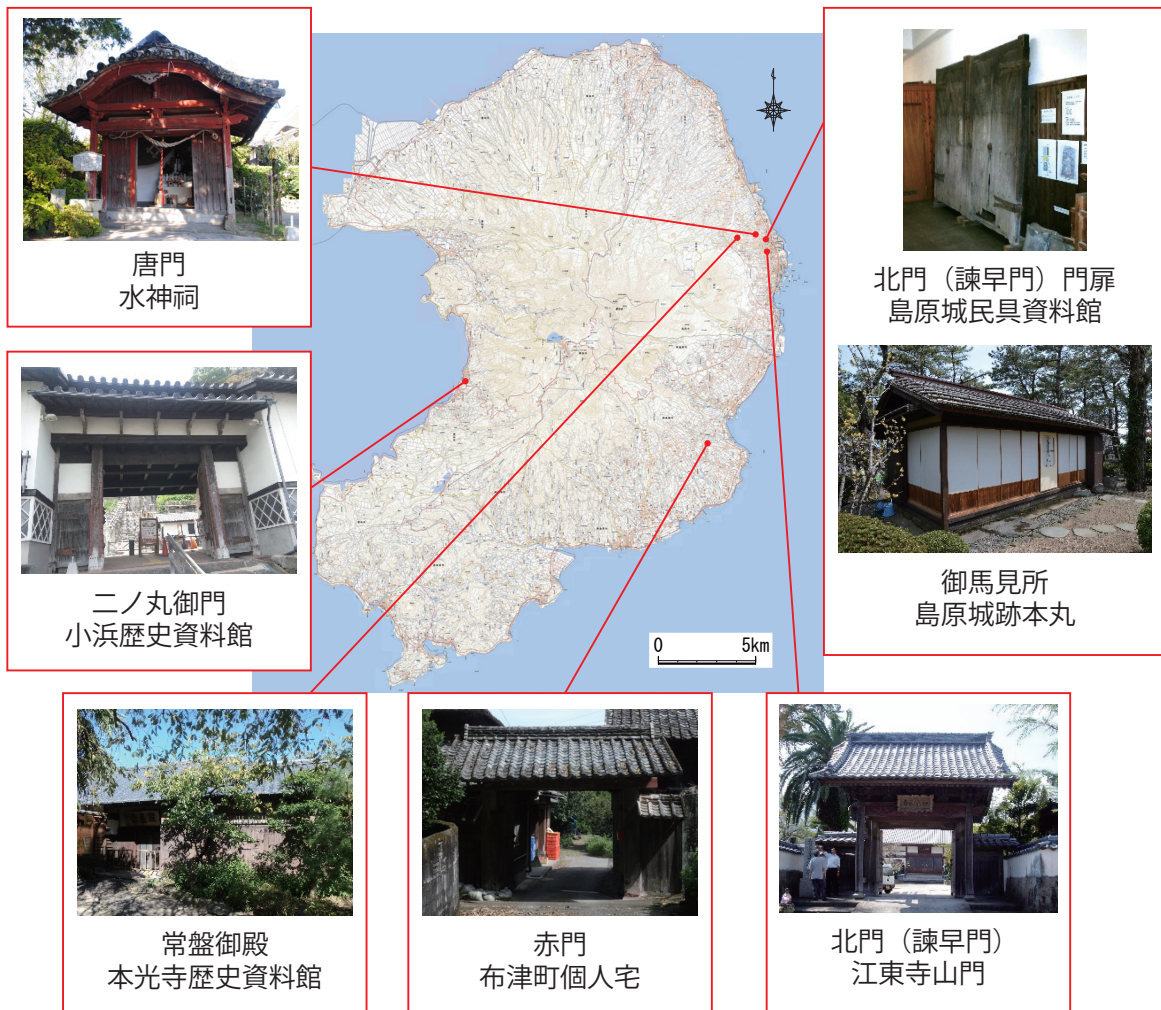 唐門
水神祠
北門（諫早門）門扉
島原城民具資料館
二ノ丸御門
小浜歴史資料館
御馬見所
島原城跡本丸
0 5km
常盤御殿
本光寺歴史資料館
赤門
布津町個人宅
北門（諫早門）
江東寺山門